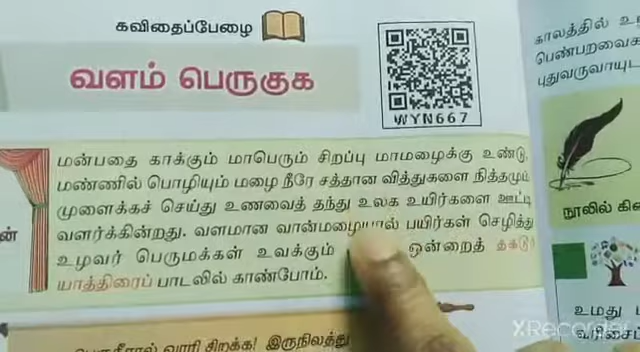 கவிதைப்பேழை
வளம் பெருகுக
WYN667
மன்பதை காக்கும் மாபெரும் சிறப்பு மாமழைக்கு உண்டு.
மண்ணில் பொழியும் மழை நீரே சத்தான வித்துகளை நித்தமும்
முளைக்கச் செய்து உணவைத் தந்து உலக உயிர்களை ஊட்டி
வளர்க்கின்றது. வளமான வான்மழையால் பயிர்கள் செழித்து
உழவர் பெருமக்கள் உவக்கும் ஒன்றைத் தகடூர்
யாத்திரைப் பாடலில் காண்போம்.
வாரி சிறக்க! இருநிலத்து
காலத்தில்
பெண்பறவைக
புதுவருவாயுட
நூலில்
உமது
XRecorder